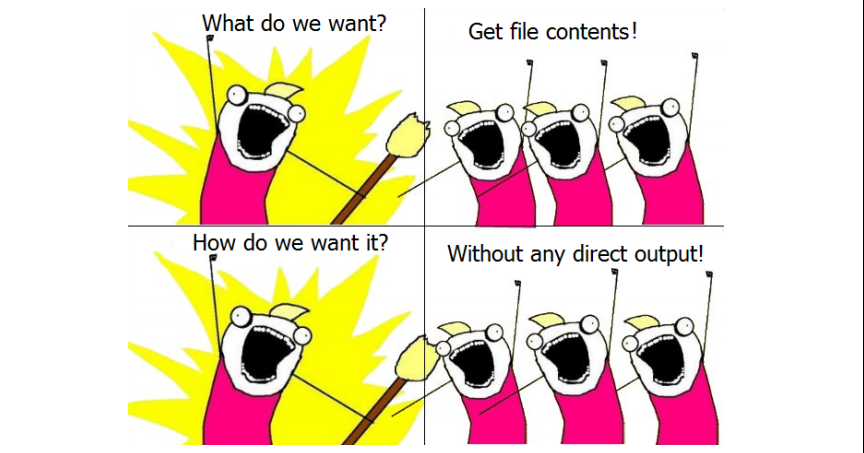 What do we want?
Get file contents!
How do we want it?
Without any direct output!